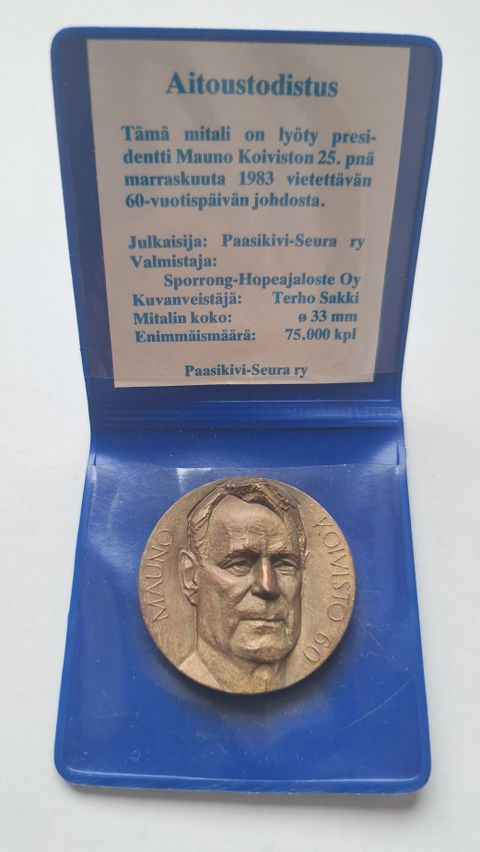 Aitoustodistus
Tämä mitali on lyöty presi-
dentti Mauno Koiviston 25. pnä
marraskuuta 1983 vietettävän
60-vuotispäivän johdosta.
Julkaisija: Paasikivi-Seura ry
Valmistaja:
Sporrong-Hopeajaloste Oy
Kuvanveistäjä: Terho Sakki
Mitalin koko: ø 33 mm
Enimmäismäärä: 75.000 kpl
Paasikivi-Seura ry
MAUNO KOIVISTO 60